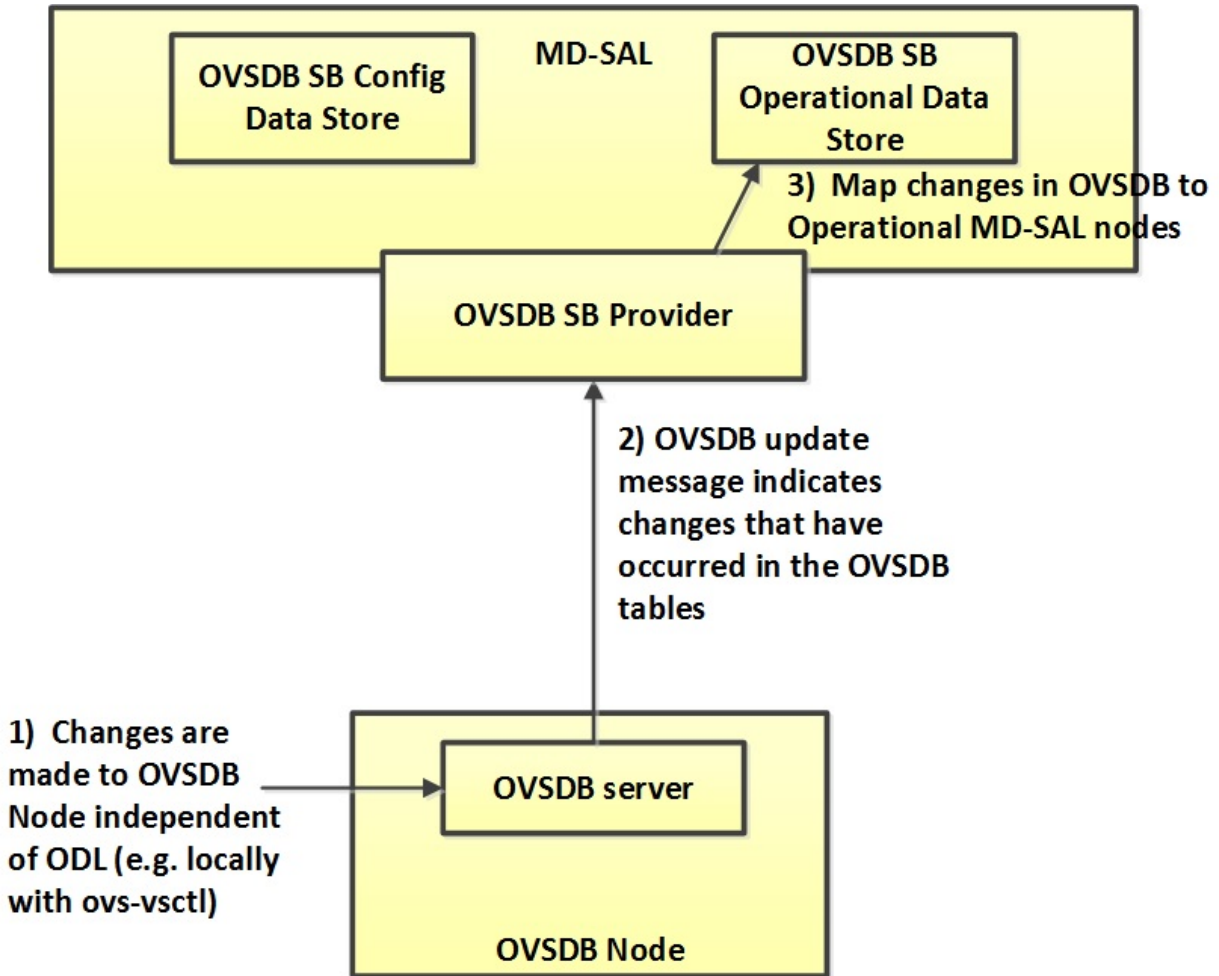 MD-SAL
OVSDB SB Config
Data Store
OVSDB SB
Operational Data
Store
3)  Map changes in OVSDB to
Operational MD-SAL nodes
OVSDB SB Provider
2) OVSDB update
message indicates
changes that have
occurred in the OVSDB
tables
1)  Changes are
made to OVSDB
Node independent
of ODL (e.g. locally
with ovs-vsctl)
OVSDB server
OVSDB Node